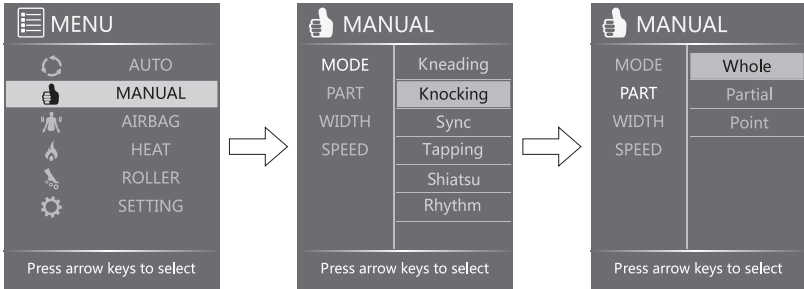 MENU
AUTO
MANUAL
AIRBAG
HEAT
ROLLER
SETTING
Press arrow keys to select
MANUAL
MODE Kneading
PART Knocking
WIDTH Sync
SPEED Tapping
Shiatsu
Rhythm
Press arrow keys to select
MANUAL
MODE Whole
PART Partial
WIDTH Point
SPEED
Press arrow keys to select